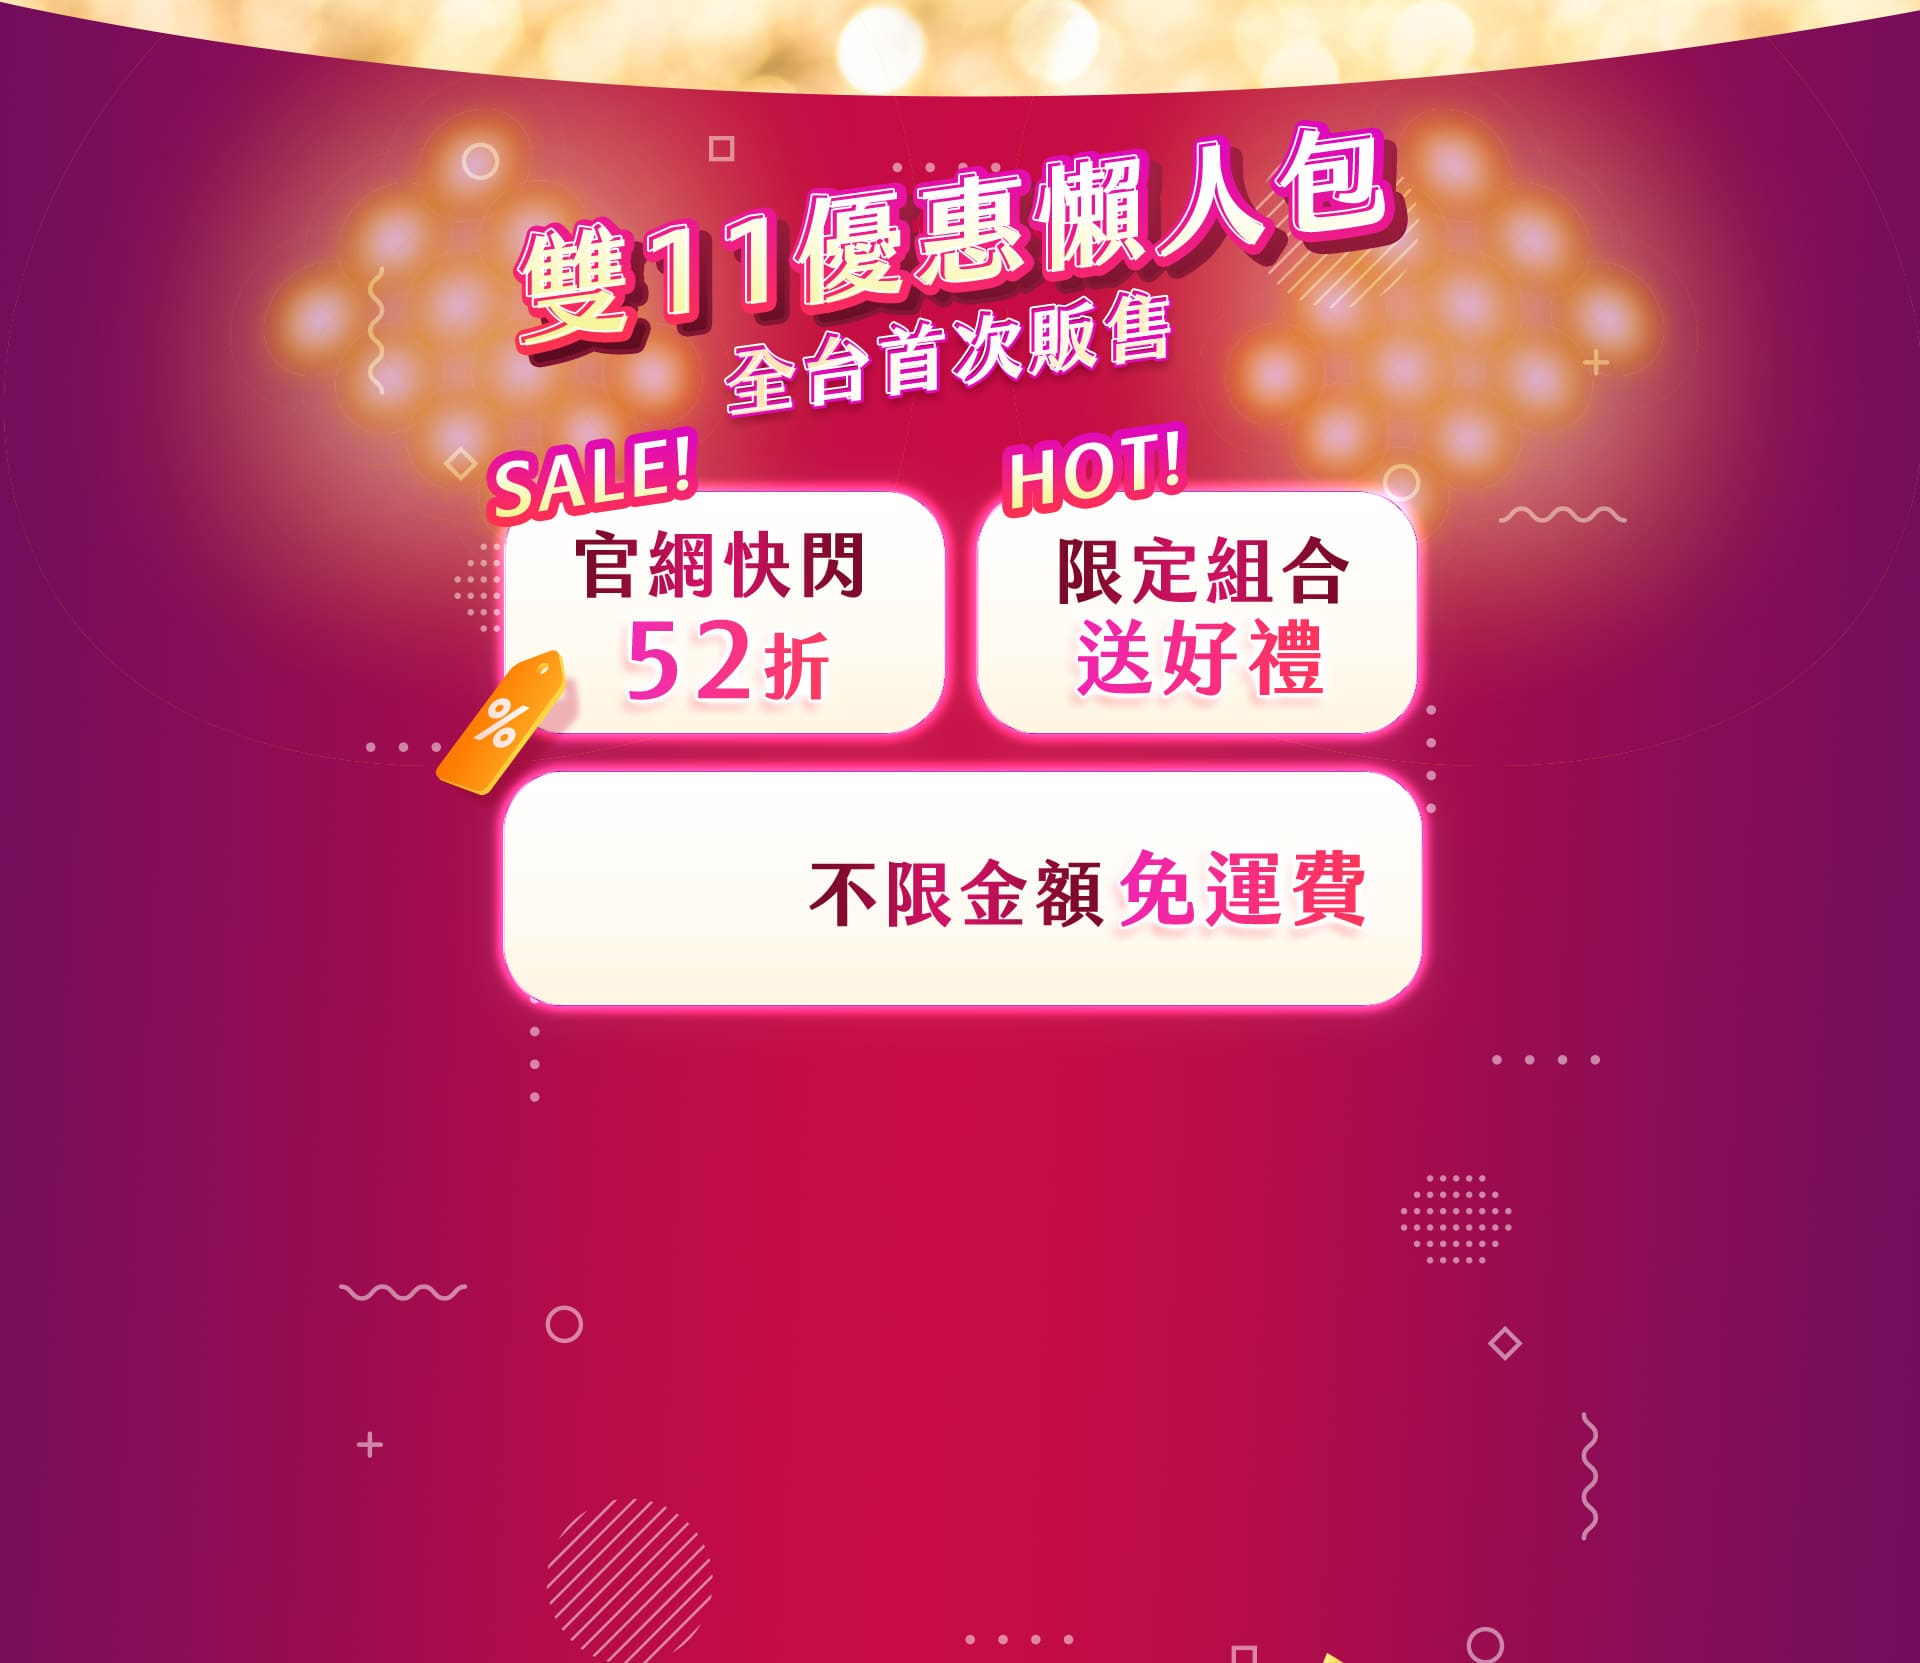 雙11優惠懶人包
全台首次販售
SALE!
官網快閃
52折
HOT!
限定組合
送好禮
%
不限金額免運費